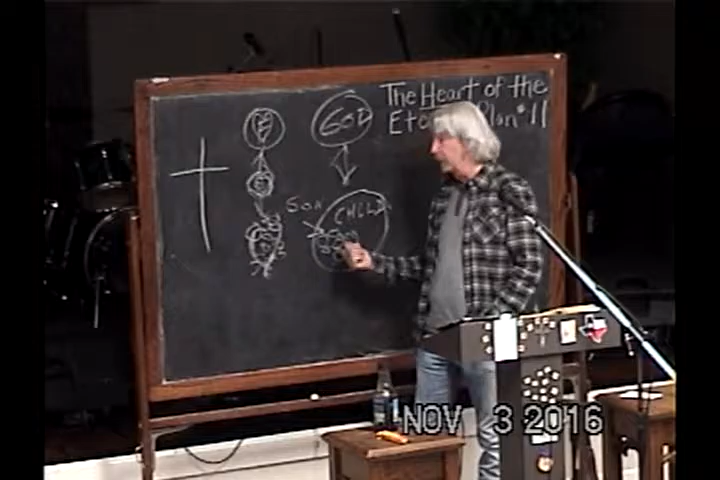 The Heart of the
Plan #11
GOD
SON
CHILD
NOV 3 2016